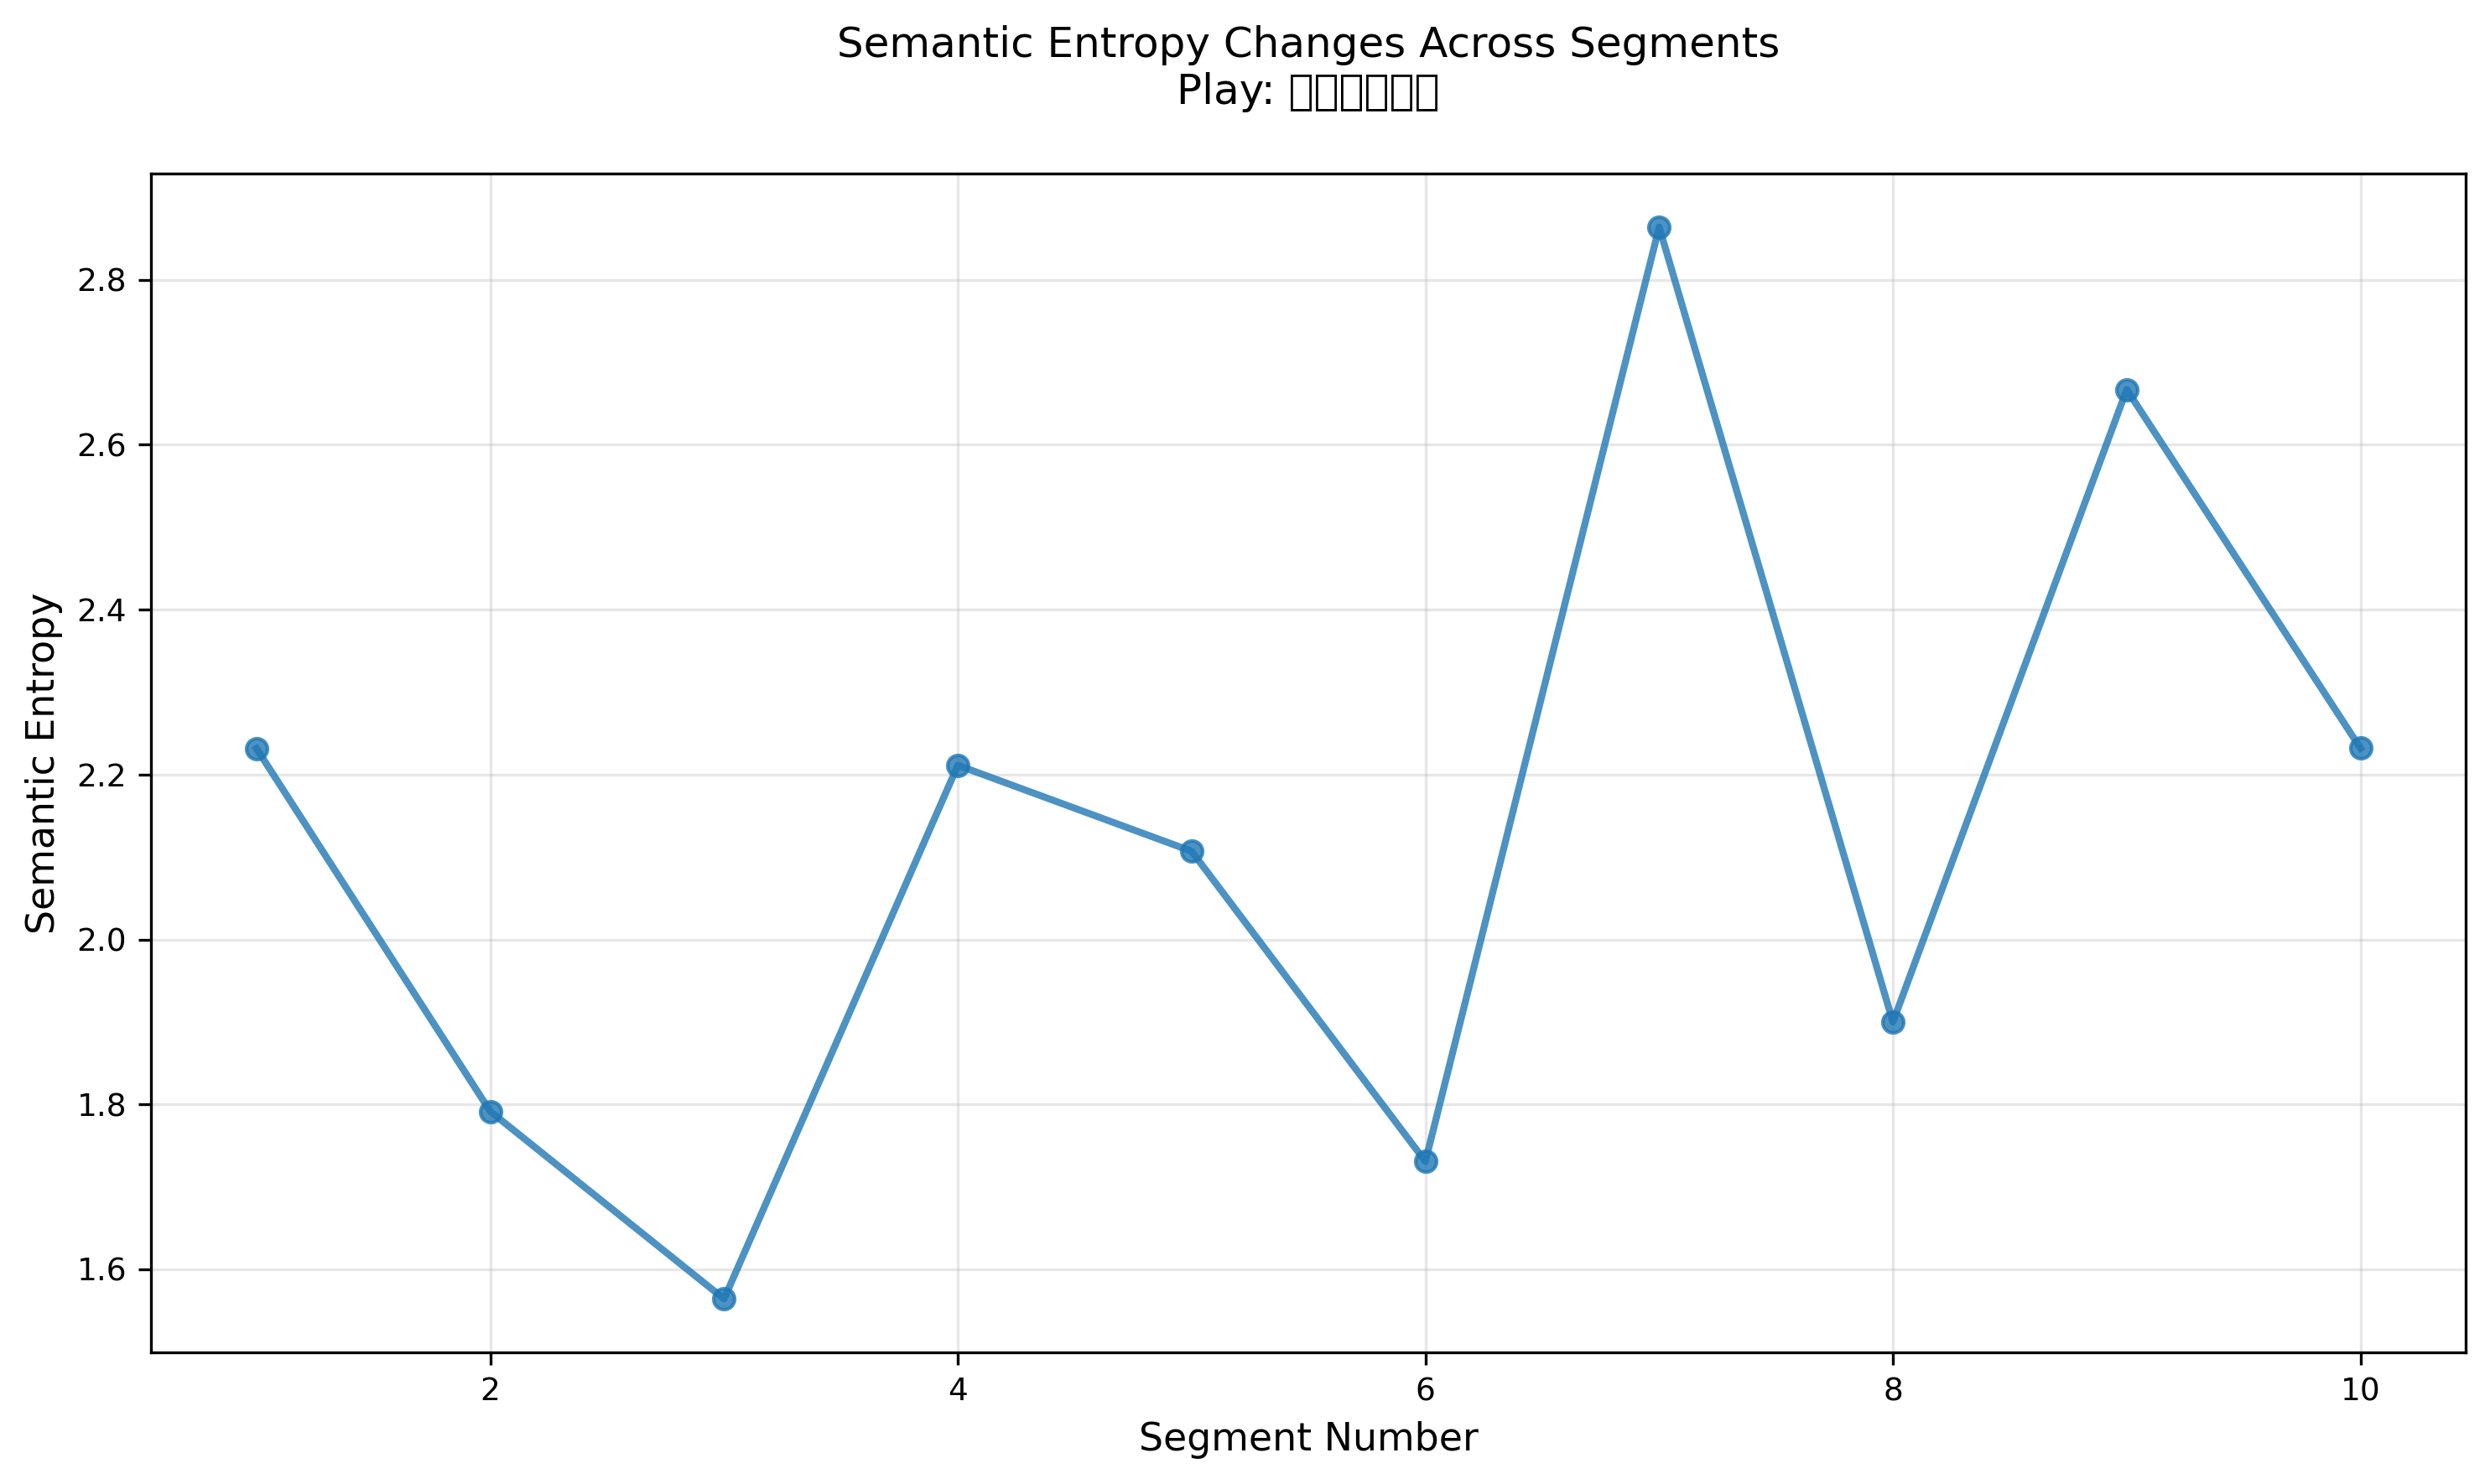 Semantic Entropy Changes Across Segments
Play:
Semantic Entropy
2.8
2.6
2.4
2.2
2.0
1.8
1.6
2 4 6 8 10
Segment Number